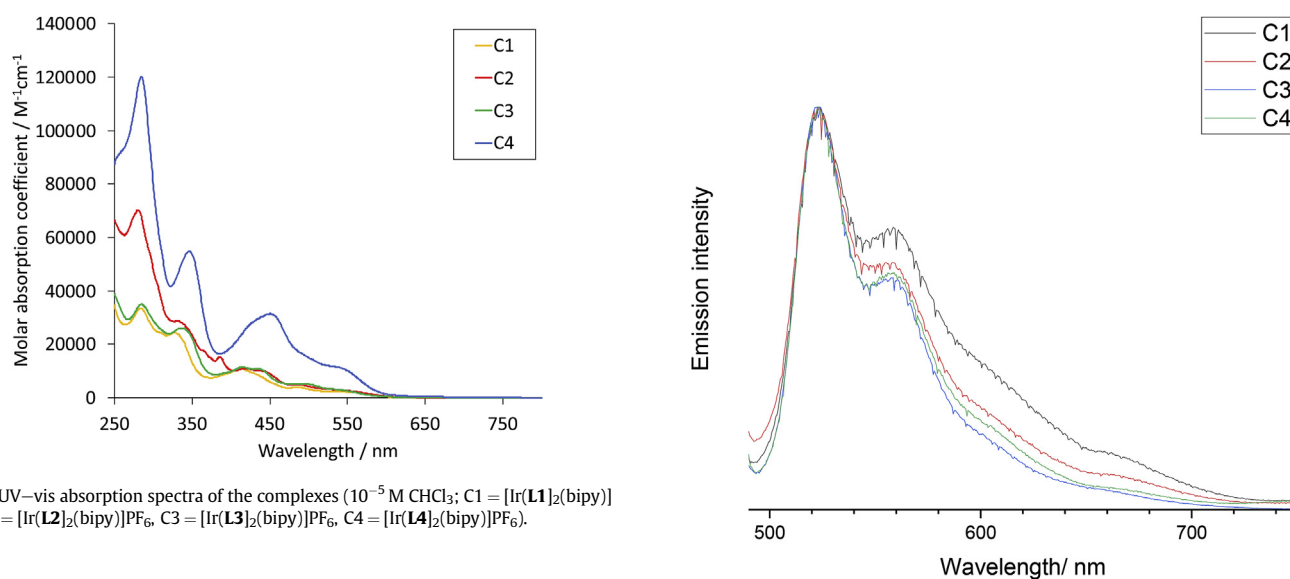 140000
120000
100000
80000
60000
40000
20000
0
Molar absorption coefficient / M⁻¹cm⁻¹
250 350 450 550 650 750
Wavelength / nm
C1
C2
C3
C4
UV–vis absorption spectra of the complexes (10⁻⁵ M CHCl₃; C1 = [Ir(L1]₂(bipy)]
= [Ir(L2]₂(bipy)]PF₆, C3 = [Ir(L3]₂(bipy)]PF₆, C4 = [Ir(L4]₂(bipy)]PF₆).
C1
C2
C3
C4
Emission intensity
500 600 700
Wavelength/ nm